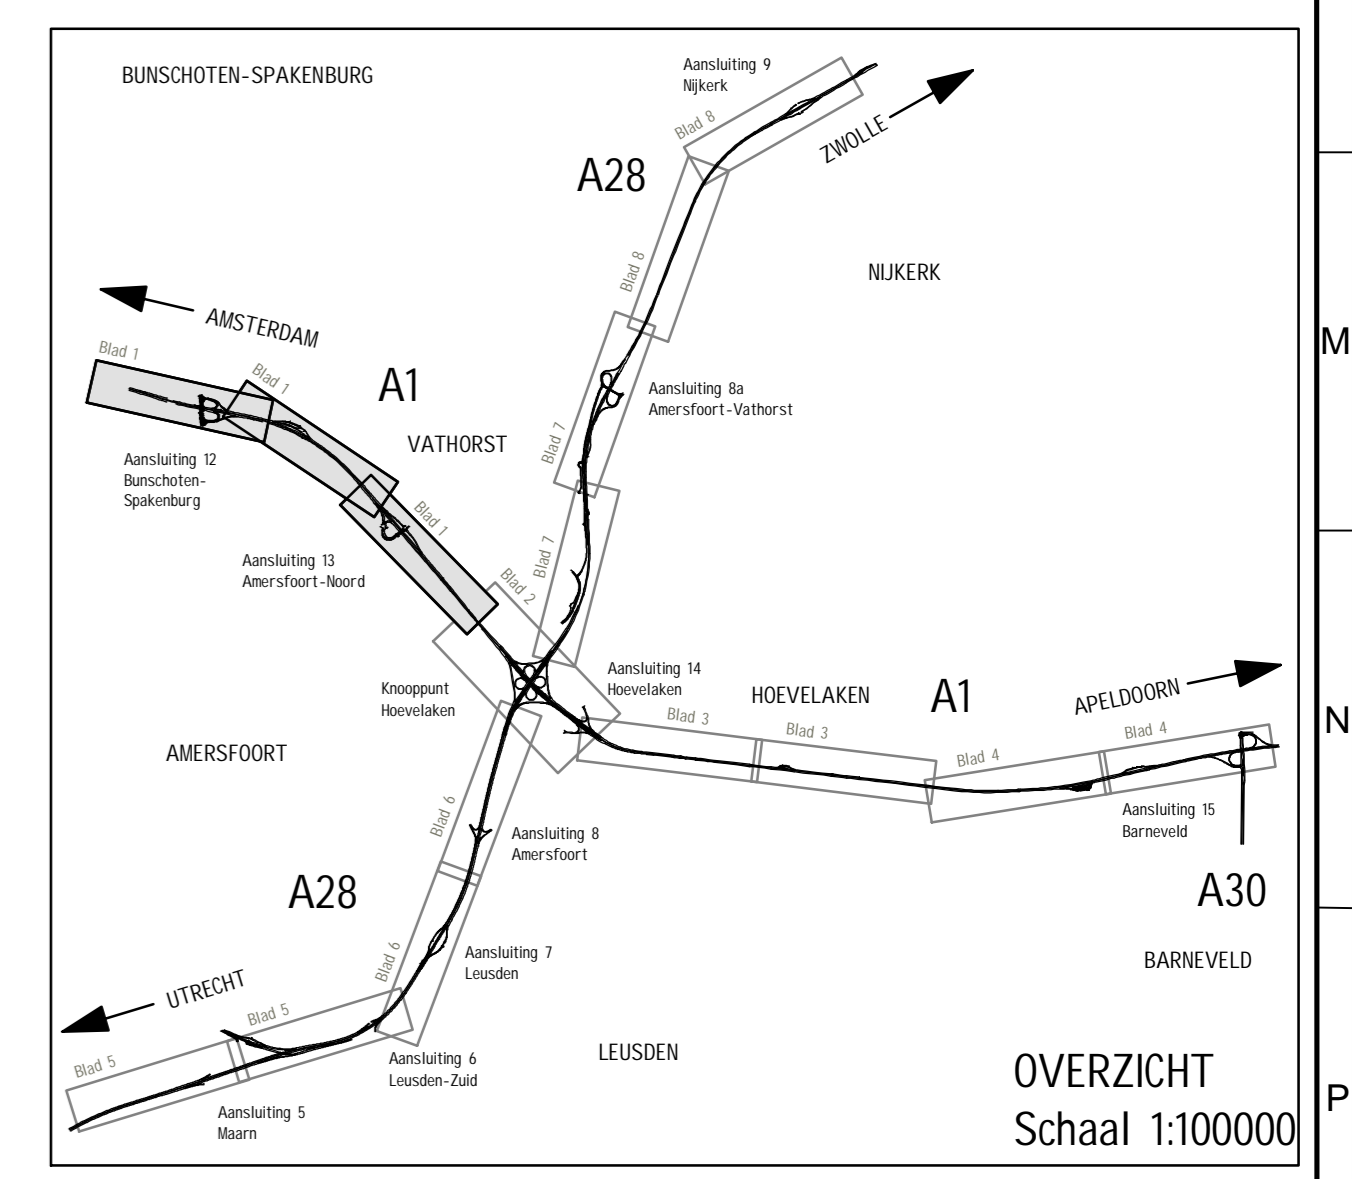 BUNSCHOTEN-SPAKENBURG
Aansluiting 9
Nijkerk
Blad 8
ZWOLLE
A28
Blad 8
NIJKERK
AMSTERDAM
Blad 1
Blad 1
A1
VATHORST
Aansluiting 8a
Amersfoort-Vathorst
M
Blad 7
Aansluiting 12
Bunschoten-
Spakenburg
Blad 1
Aansluiting 13
Amersfoort-Noord
Blad 7
Blad 2
Knooppunt
Hoevelaken
Aansluiting 14
Hoevelaken
HOEVELAKEN
A1
APELDOORN
N
Blad 3
Blad 3
Blad 4
Blad 4
AMERSFOORT
Aansluiting 15
Barneveld
Blad 6
Aansluiting 8
Amersfoort
A28
A30
Blad 6
Aansluiting 7
Leusden
BARNEVELD
UTRECHT
Blad 5
Blad 5
Aansluiting 6
Leusden-Zuid
LEUSDEN
Aansluiting 5
Maarn
OVERZICHT
Schaal 1:100000
P